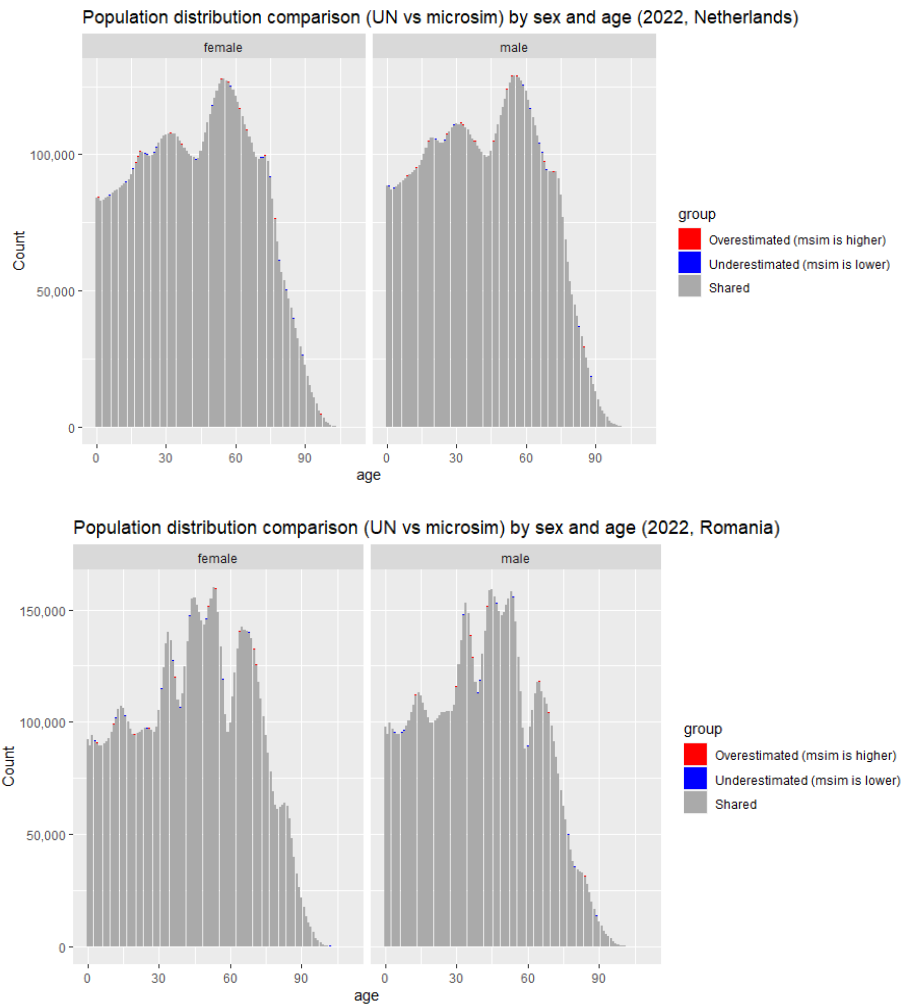 Population distribution comparison (UN vs microsim) by sex and age (2022, Netherlands)
female
male
100,000
50,000
0
Count
0 30 60 90
0 30 60 90
age
group
Overestimated (msim is higher)
Underestimated (msim is lower)
Shared
Population distribution comparison (UN vs microsim) by sex and age (2022, Romania)
female
male
150,000
100,000
50,000
0
Count
0 30 60 90
0 30 60 90
age
group
Overestimated (msim is higher)
Underestimated (msim is lower)
Shared